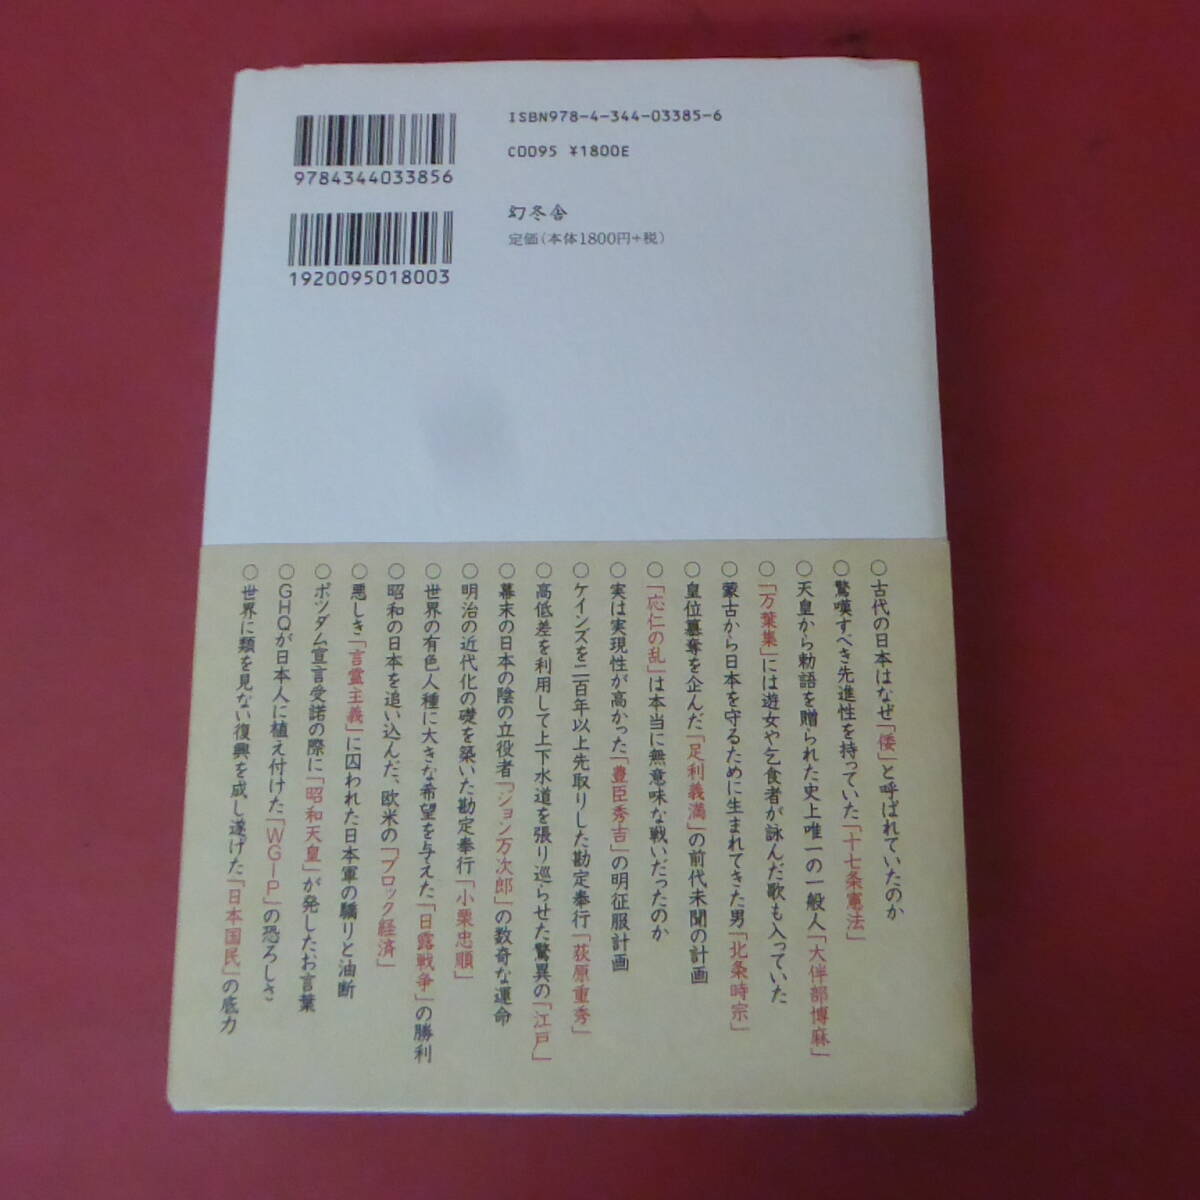 ISBN978-4-344-03385-6
C0095 ¥1800E
9784344033856
幻冬舎
定価(本体1800円+税)
1920095018003
○古代の日本はなぜ「倭」と呼ばれていたのか
○驚嘆すべき先進性を持っていた「十七条憲法」
○天皇から勅語を贈られた史上唯一の一般人「大伴部博麻」
○「万葉集」には遊女や乞食者が詠んだ歌も入っていた
○蒙古から日本を守るために生まれてきた男「北条時宗」
○皇位簒奪を企んだ「足利義満」の前代未聞の計画
○「応仁の乱」は本当に無意味な戦いだったのか
○実は実現性が高かった「豊臣秀吉」の明征服計画
○ケインズを二百年以上先取りした勘定奉行「荻原重秀」
○高低差を利用して上下水道を張り巡らせた驚異の「江戸」
○幕末の日本の陰の立役者「ジョン万次郎」の数奇な運命
○明治の近代化の礎を築いた勘定奉行「小栗忠順」
○世界の有色人種に大きな希望を与えた「日露戦争」の勝利
○昭和の日本を追い込んだ、欧米の「ブロック経済」
○悪しき「言霊主義」に囚われた日本軍の驕りと油断
○ポツダム宣言受諾の際に「昭和天皇」が発したお言葉
○GHQが日本人に植え付けた「WGIP」の恐ろしさ
○世界に類を見ない復興を成し遂げた「日本国民」の底力